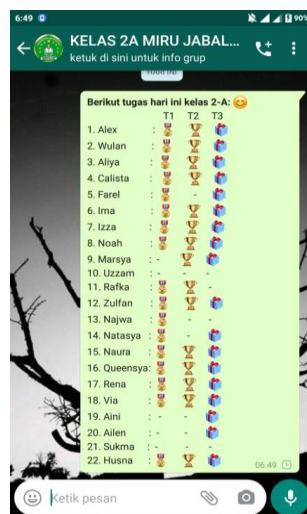 6:49
90%
KELAS 2A MIRU JABAL...
ketuk di sini untuk info grup
HARI INI
Berikut tugas hari ini kelas 2-A: 😊
T1 T2 T3
1. Alex : 🏅 🏆 🎁
2. Wulan : 🏅 🏆 🎁
3. Aliya : 🏅 🏆 🎁
4. Calista : 🏅 🏆 🎁
5. Farel : 🏅 - 🎁
6. Ima : 🏅 🏆 🎁
7. Izza : 🏅 🏆 🎁
8. Noah : 🏅 🏆 🎁
9. Marsya : - 🏆 🎁
10. Uzzam : - - -
11. Rafka : 🏅 🏆 -
12. Zulfan : 🏅 🏆 🎁
13. Najwa : 🏅 - -
14. Natasya : 🏅 - 🎁
15. Naura : 🏅 🏆 🎁
16. Queensya: 🏅 🏆 🎁
17. Rena : 🏅 🏆 🎁
18. Via : 🏅 🏆 🎁
19. Aini : - - 🎁
20. Ailen : - - 🎁
21. Sukma : - - -
22. Husna : 🏅 🏆 🎁
06.49
Ketik pesan